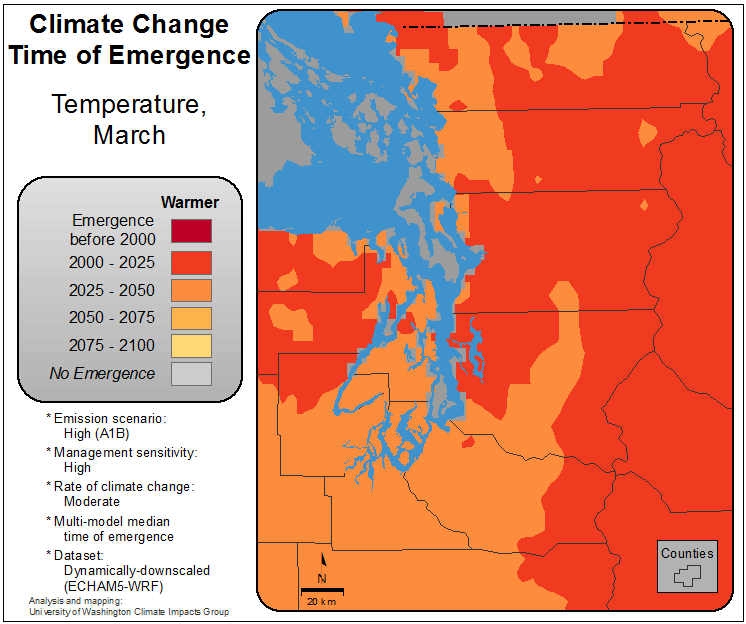 Climate Change
Time of Emergence
Temperature,
March
Warmer
Emergence
before 2000
2000 - 2025
2025 - 2050
2050 - 2075
2075 - 2100
No Emergence
* Emission scenario:
High (A1B)
* Management sensitivity:
High
* Rate of climate change:
Moderate
* Multi-model median
time of emergence
* Dataset:
Dynamically-downscaled
(ECHAM5-WRF)
Analysis and mapping:
University of Washington Climate Impacts Group
N
20 km
Counties